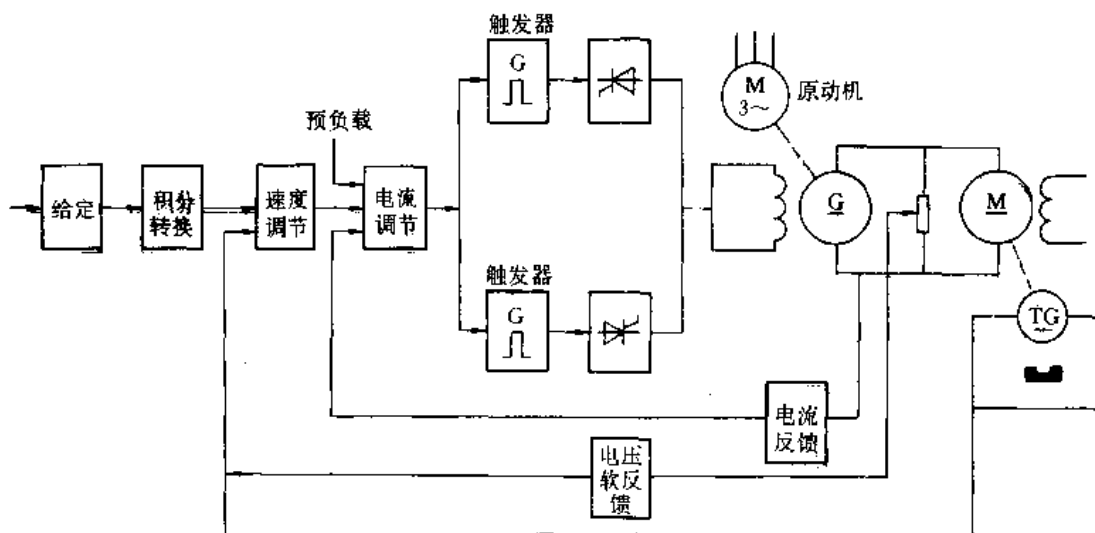 触发器
G
M
3～
原动机
预负载
给定
积分
转换
速度
调节
电流
调节
G
M
触发器
G
TG
电流
反馈
电压
软反
馈